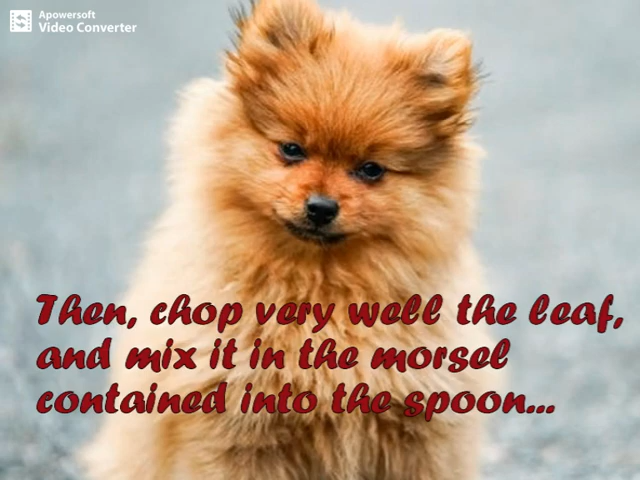 Apowersoft
Video Converter
Then, chop very well the leaf,
and mix it in the morsel
contained into the spoon...